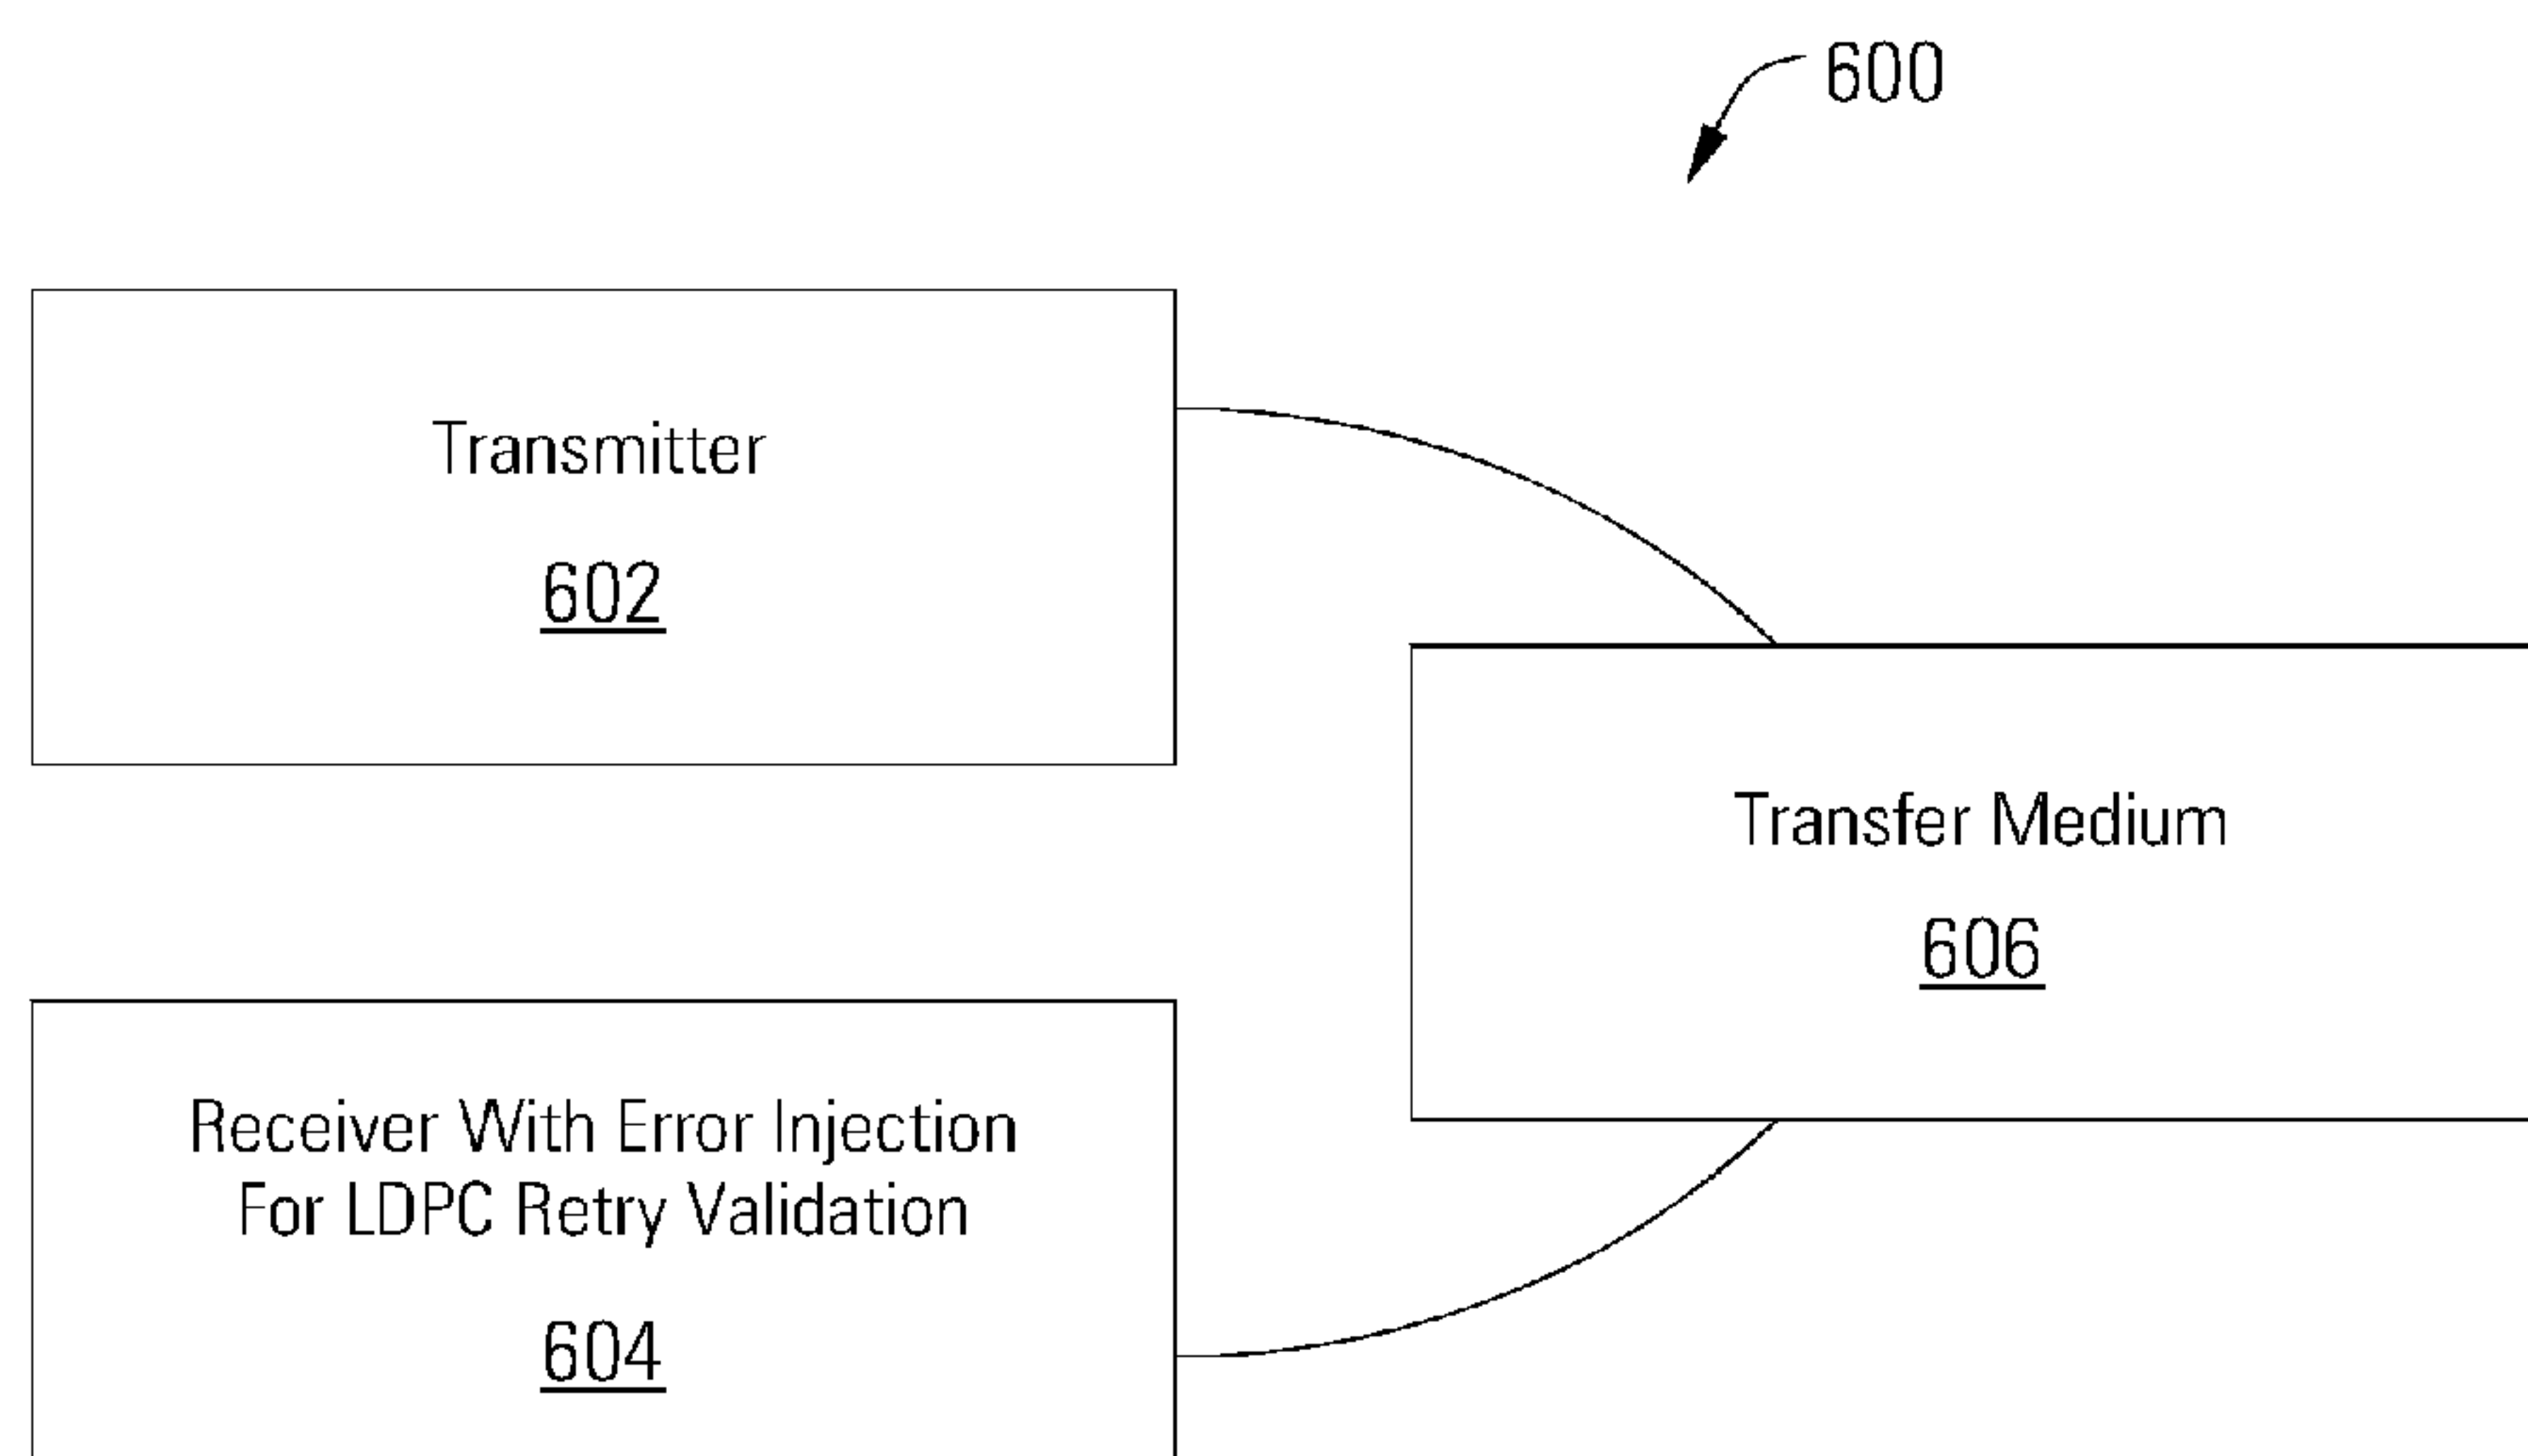 600
Transmitter
602
Transfer Medium
606
Receiver With Error Injection
For LDPC Retry Validation
604